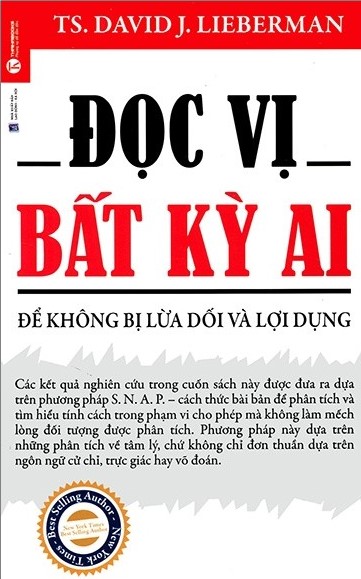 TS. DAVID J. LIEBERMAN
ĐỌC VỊ
BẤT KỲ AI
ĐỂ KHÔNG BỊ LỪA DỐI VÀ LỢI DỤNG
Các kết quả nghiên cứu trong cuốn sách này được đưa ra dựa
trên phương pháp S. N. A. P. – cách thức bài bản để phân tích và
tìm hiểu tính cách trong phạm vi cho phép mà không làm mếch
lòng đối tượng được phân tích. Phương pháp này dựa trên
những phân tích về tâm lý, chứ không chỉ đơn thuần dựa trên
ngôn ngữ cử chỉ, trực giác hay võ đoán.
Best Selling Author
New York Times
Best Selling Author
- New York Times -